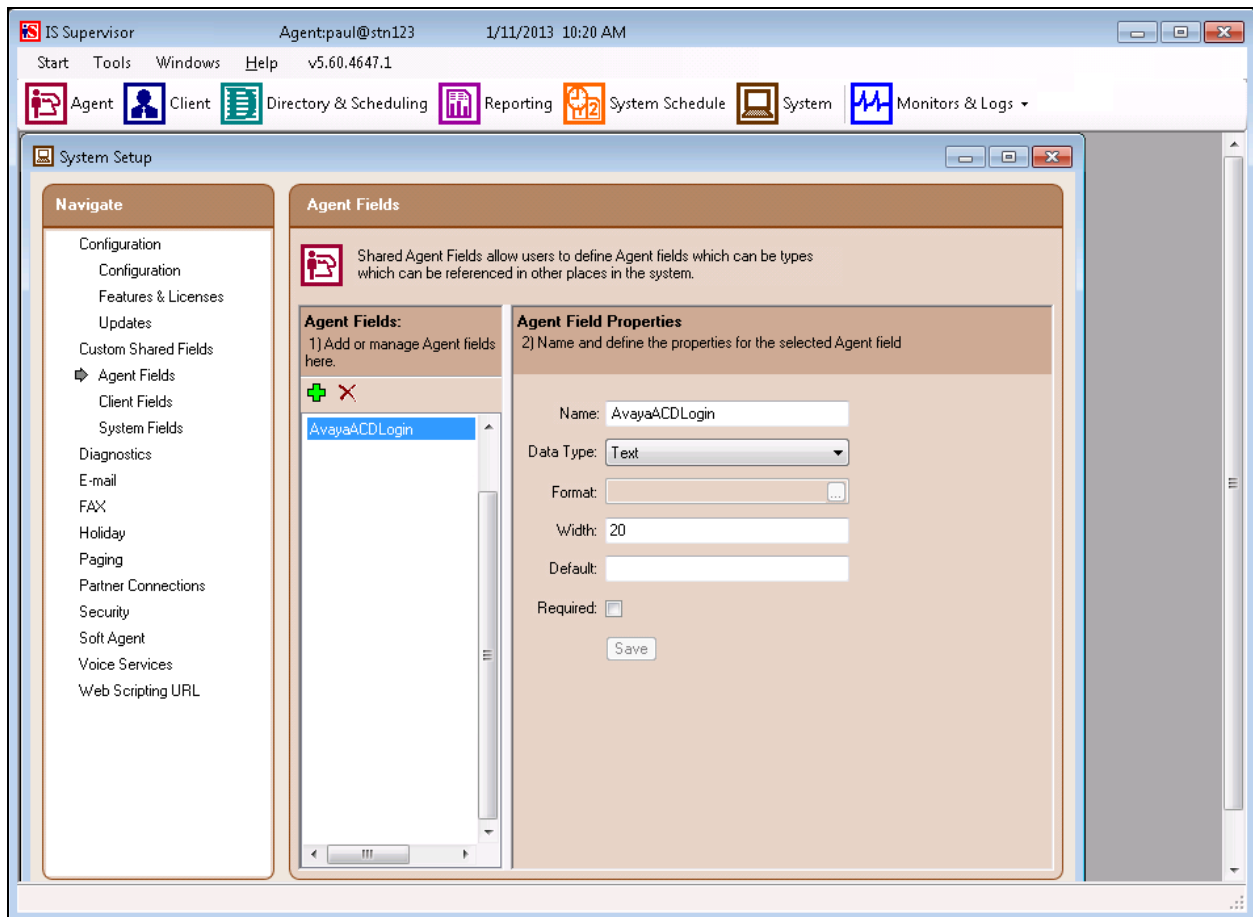 IS Supervisor Agent:paul@stn123 1/11/2013 10:20 AM
Start Tools Windows Help v5.60.4647.1
Agent Client Directory & Scheduling Reporting System Schedule System Monitors & Logs
System Setup
Navigate
Configuration
Configuration
Features & Licenses
Updates
Custom Shared Fields
Agent Fields
Client Fields
System Fields
Diagnostics
E-mail
FAX
Holiday
Paging
Partner Connections
Security
Soft Agent
Voice Services
Web Scripting URL
Agent Fields
Shared Agent Fields allow users to define Agent fields which can be types
which can be referenced in other places in the system.
Agent Fields:
1) Add or manage Agent fields
here.
AvayaACDLogin
Agent Field Properties
2) Name and define the properties for the selected Agent field
Name: AvayaACDLogin
Data Type: Text
Format: ...
Width: 20
Default:
Required:
Save